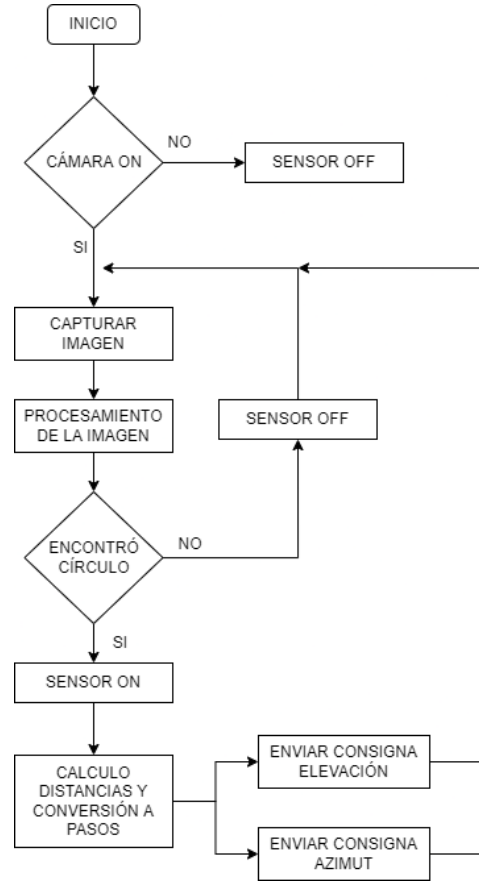 INICIO
CÁMARA ON
NO
SENSOR OFF
SI
CAPTURAR
IMAGEN
PROCESAMIENTO
DE LA IMAGEN
SENSOR OFF
ENCONTRÓ
CÍRCULO
NO
SI
SENSOR ON
CALCULO
DISTANCIAS Y
CONVERSIÓN A
PASOS
ENVIAR CONSIGNA
ELEVACIÓN
ENVIAR CONSIGNA
AZIMUT